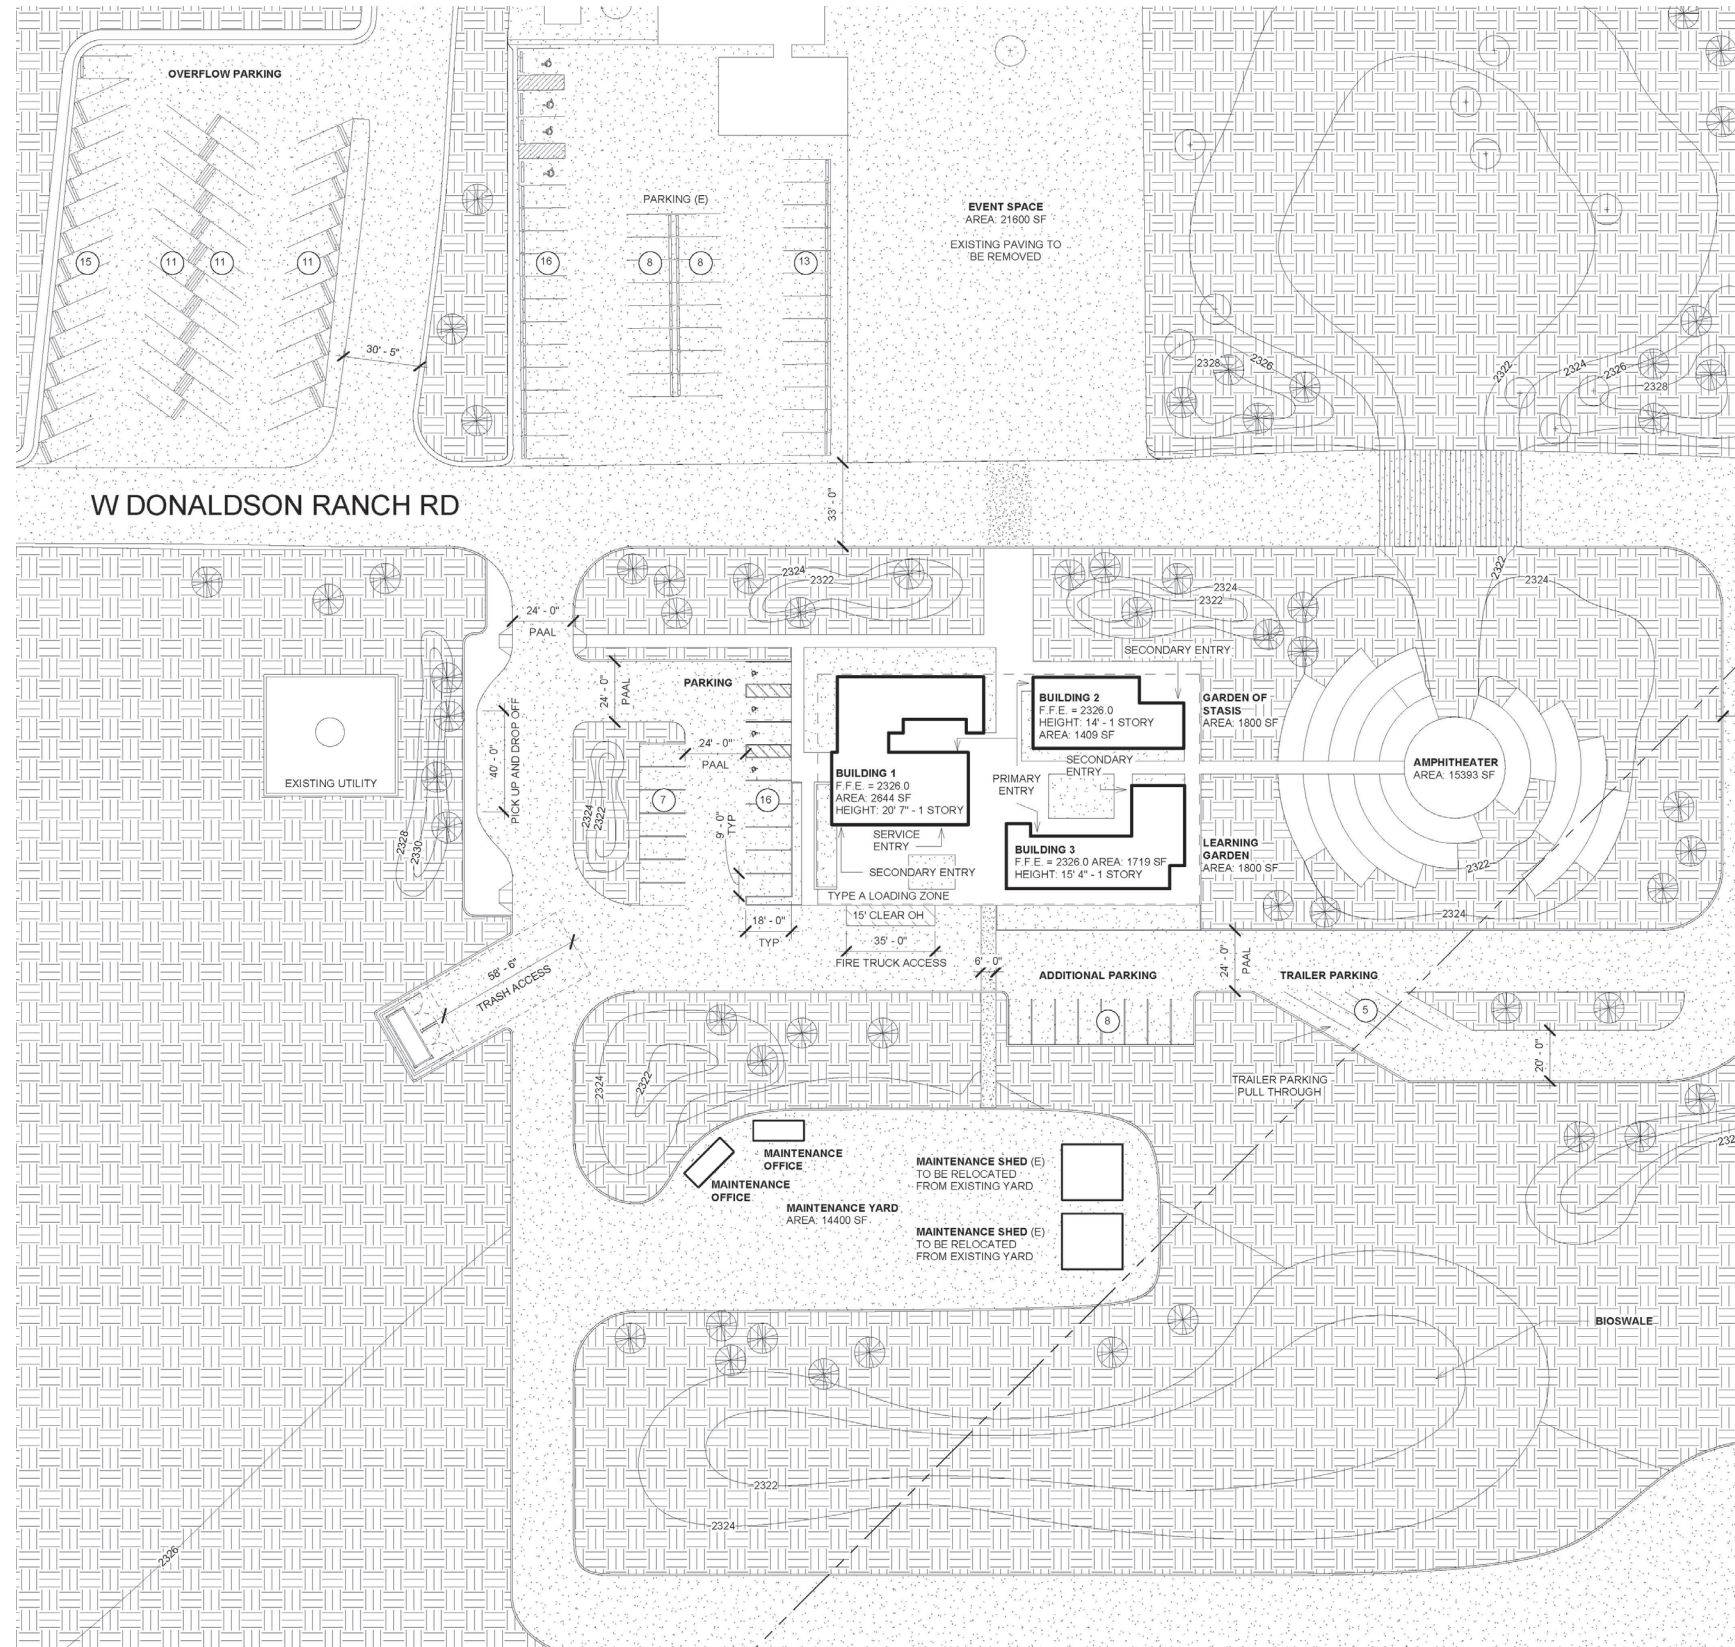 OVERFLOW PARKING
15
11
11
11
30' - 5"
PARKING (E)
16
8
8
13
EVENT SPACE
AREA: 21600 SF
EXISTING PAVING TO
BE REMOVED
2328
2326
2322
2324
2326
2328
W DONALDSON RANCH RD
33' - 0"
24' - 0"
PAAL
2324
2322
2324
2322
2322
2324
SECONDARY ENTRY
EXISTING UTILITY
2328
2330
40' - 0"
PICK UP AND DROP OFF
24' - 0"
PAAL
PARKING
24' - 0"
PAAL
2324
2322
7
16
9' - 0"
TYP
18' - 0"
TYP
BUILDING 1
F.F.E. = 2326.0
AREA: 2644 SF
HEIGHT: 20' 7" - 1 STORY
SERVICE
ENTRY
SECONDARY ENTRY
BUILDING 2
F.F.E. = 2326.0
HEIGHT: 14' - 1 STORY
AREA: 1409 SF
SECONDARY
ENTRY
PRIMARY
ENTRY
BUILDING 3
F.F.E. = 2326.0 AREA: 1719 SF
HEIGHT: 15' 4" - 1 STORY
GARDEN OF
STASIS
AREA: 1800 SF
LEARNING
GARDEN
AREA: 1800 SF
AMPHITHEATER
AREA: 15393 SF
2322
2324
TYPE A LOADING ZONE
15' CLEAR OH
35' - 0"
FIRE TRUCK ACCESS
6' - 0"
58' - 6"
TRASH ACCESS
ADDITIONAL PARKING
8
24' - 0"
PAAL
TRAILER PARKING
5
20' - 0"
TRAILER PARKING
PULL THROUGH
2324
2322
MAINTENANCE
OFFICE
MAINTENANCE
OFFICE
MAINTENANCE YARD
AREA: 14400 SF
MAINTENANCE SHED (E)
TO BE RELOCATED
FROM EXISTING YARD
MAINTENANCE SHED (E)
TO BE RELOCATED
FROM EXISTING YARD
BIOSWALE
2322
2324
2326